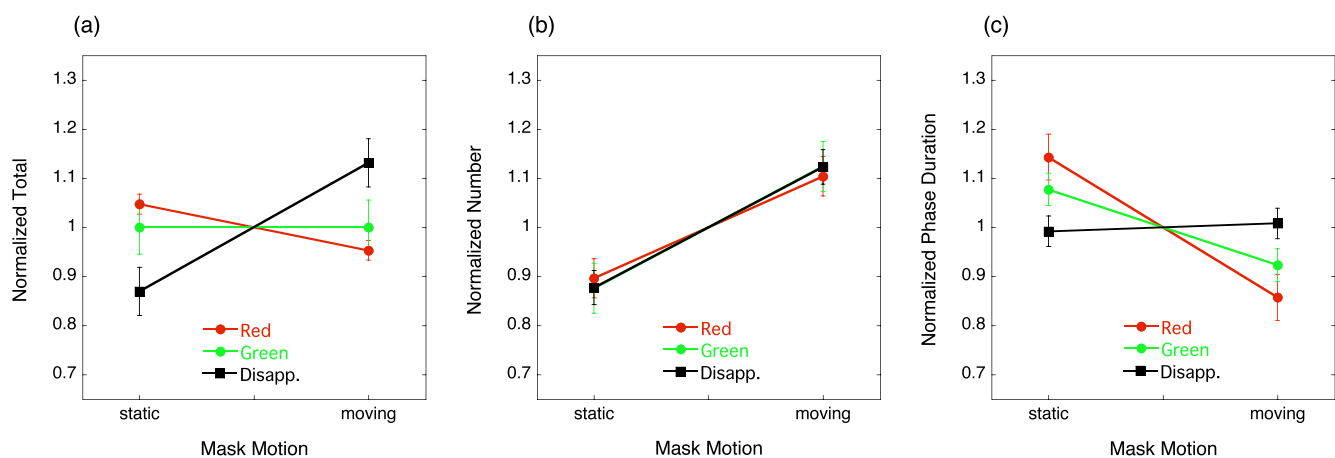 (a)
Normalized Total
1.3
1.2
1.1
1
0.9
0.8
0.7
Red
Green
Disapp.
static
moving
Mask Motion
(b)
Normalized Number
1.3
1.2
1.1
1
0.9
0.8
0.7
Red
Green
Disapp.
static
moving
Mask Motion
(c)
Normalized Phase Duration
1.3
1.2
1.1
1
0.9
0.8
0.7
Red
Green
Disapp.
static
moving
Mask Motion